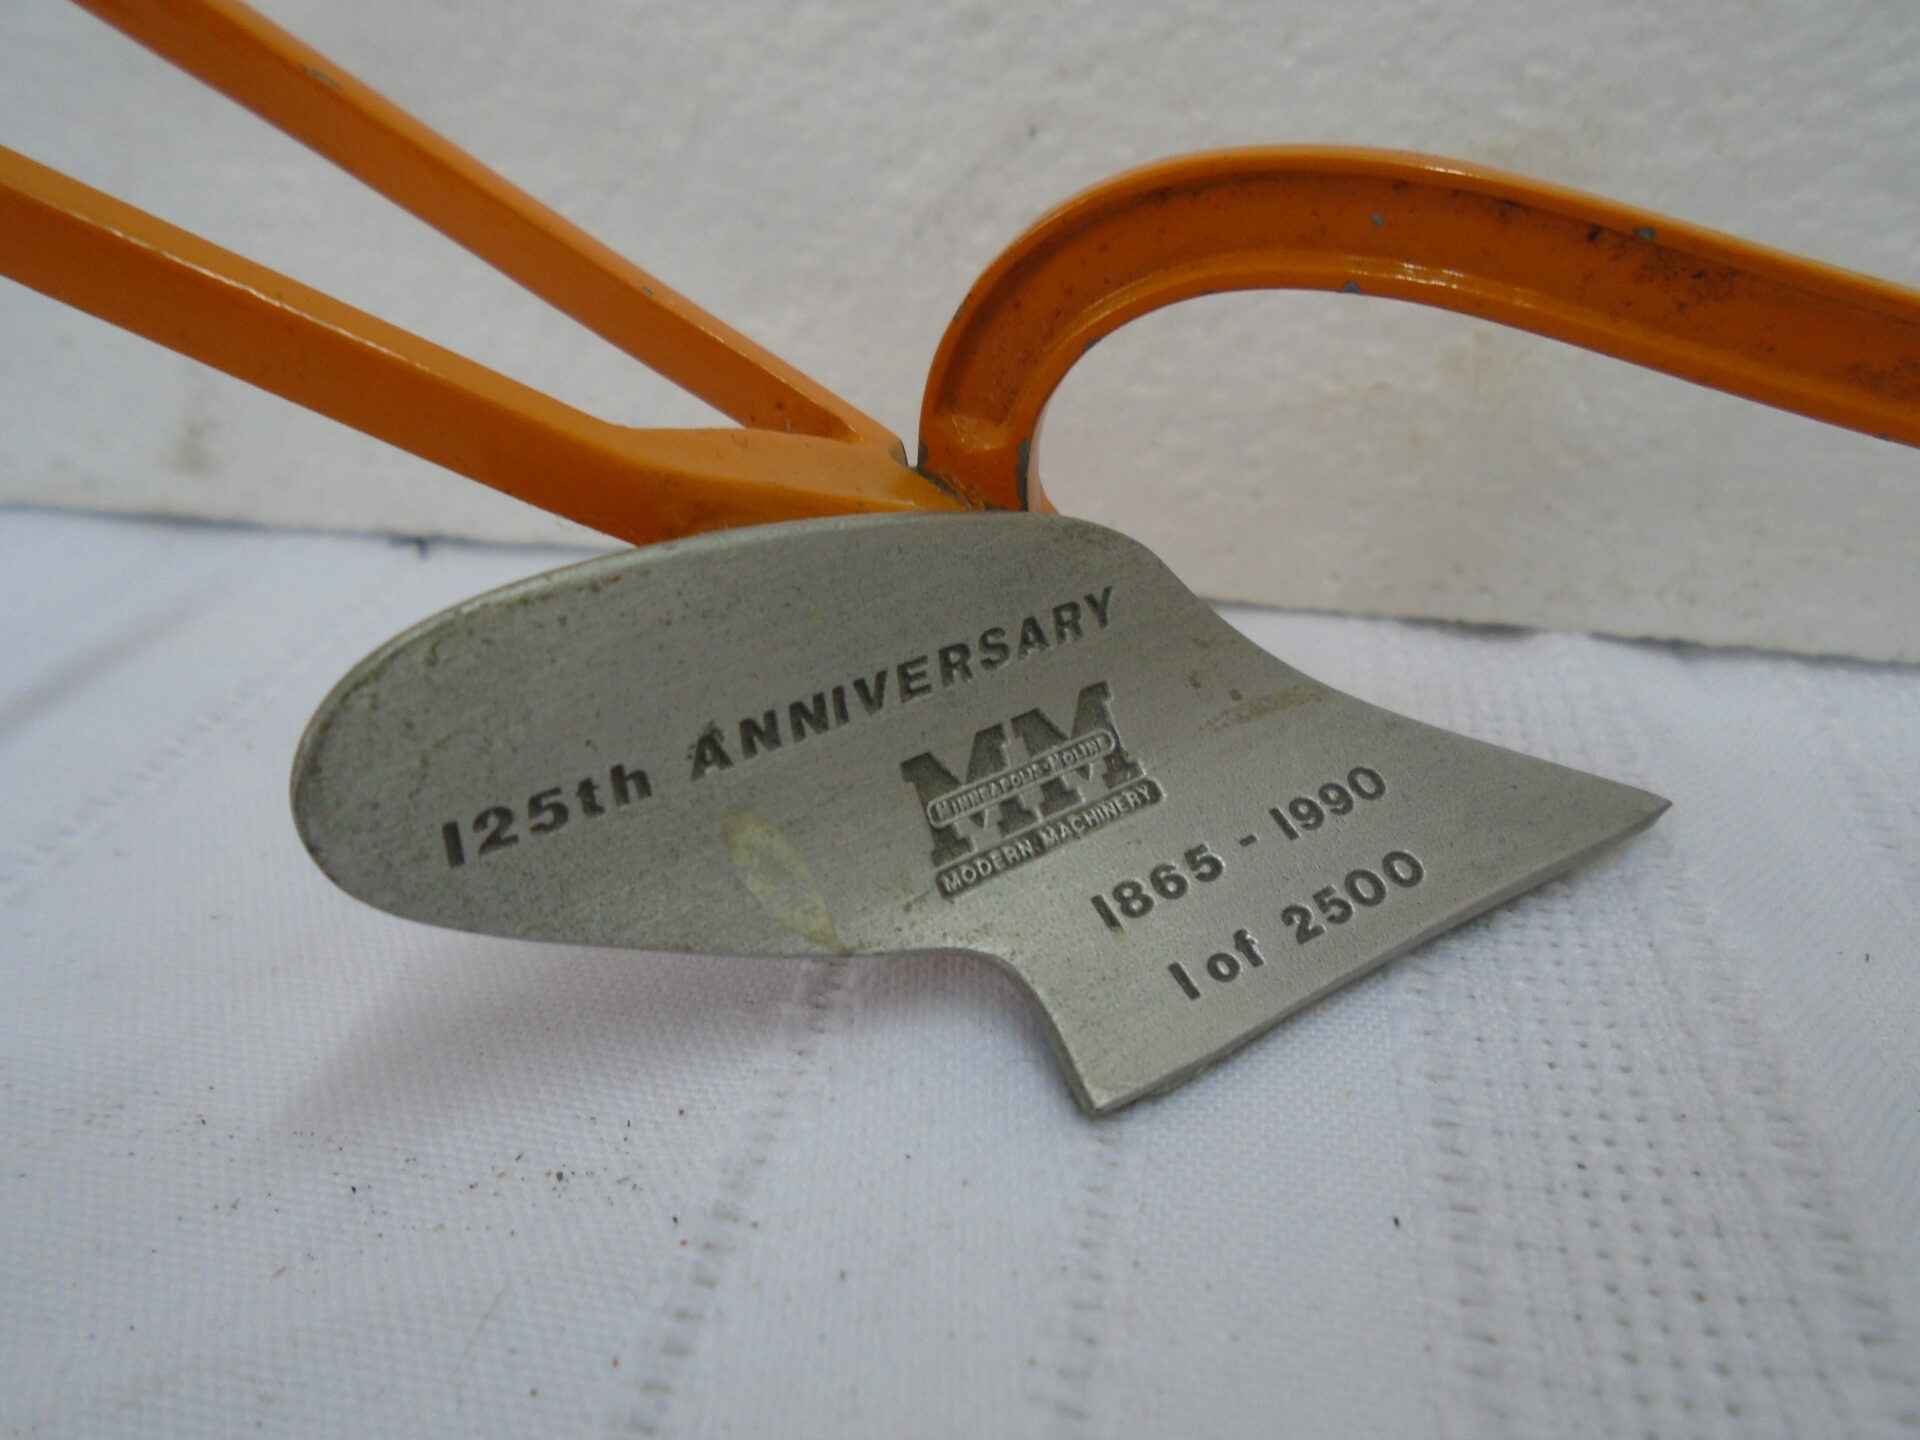 125th ANNIVERSARY
MM
MINNEAPOLIS-MOLINE
MODERN MACHINERY
1865 - 1990
1 of 2500